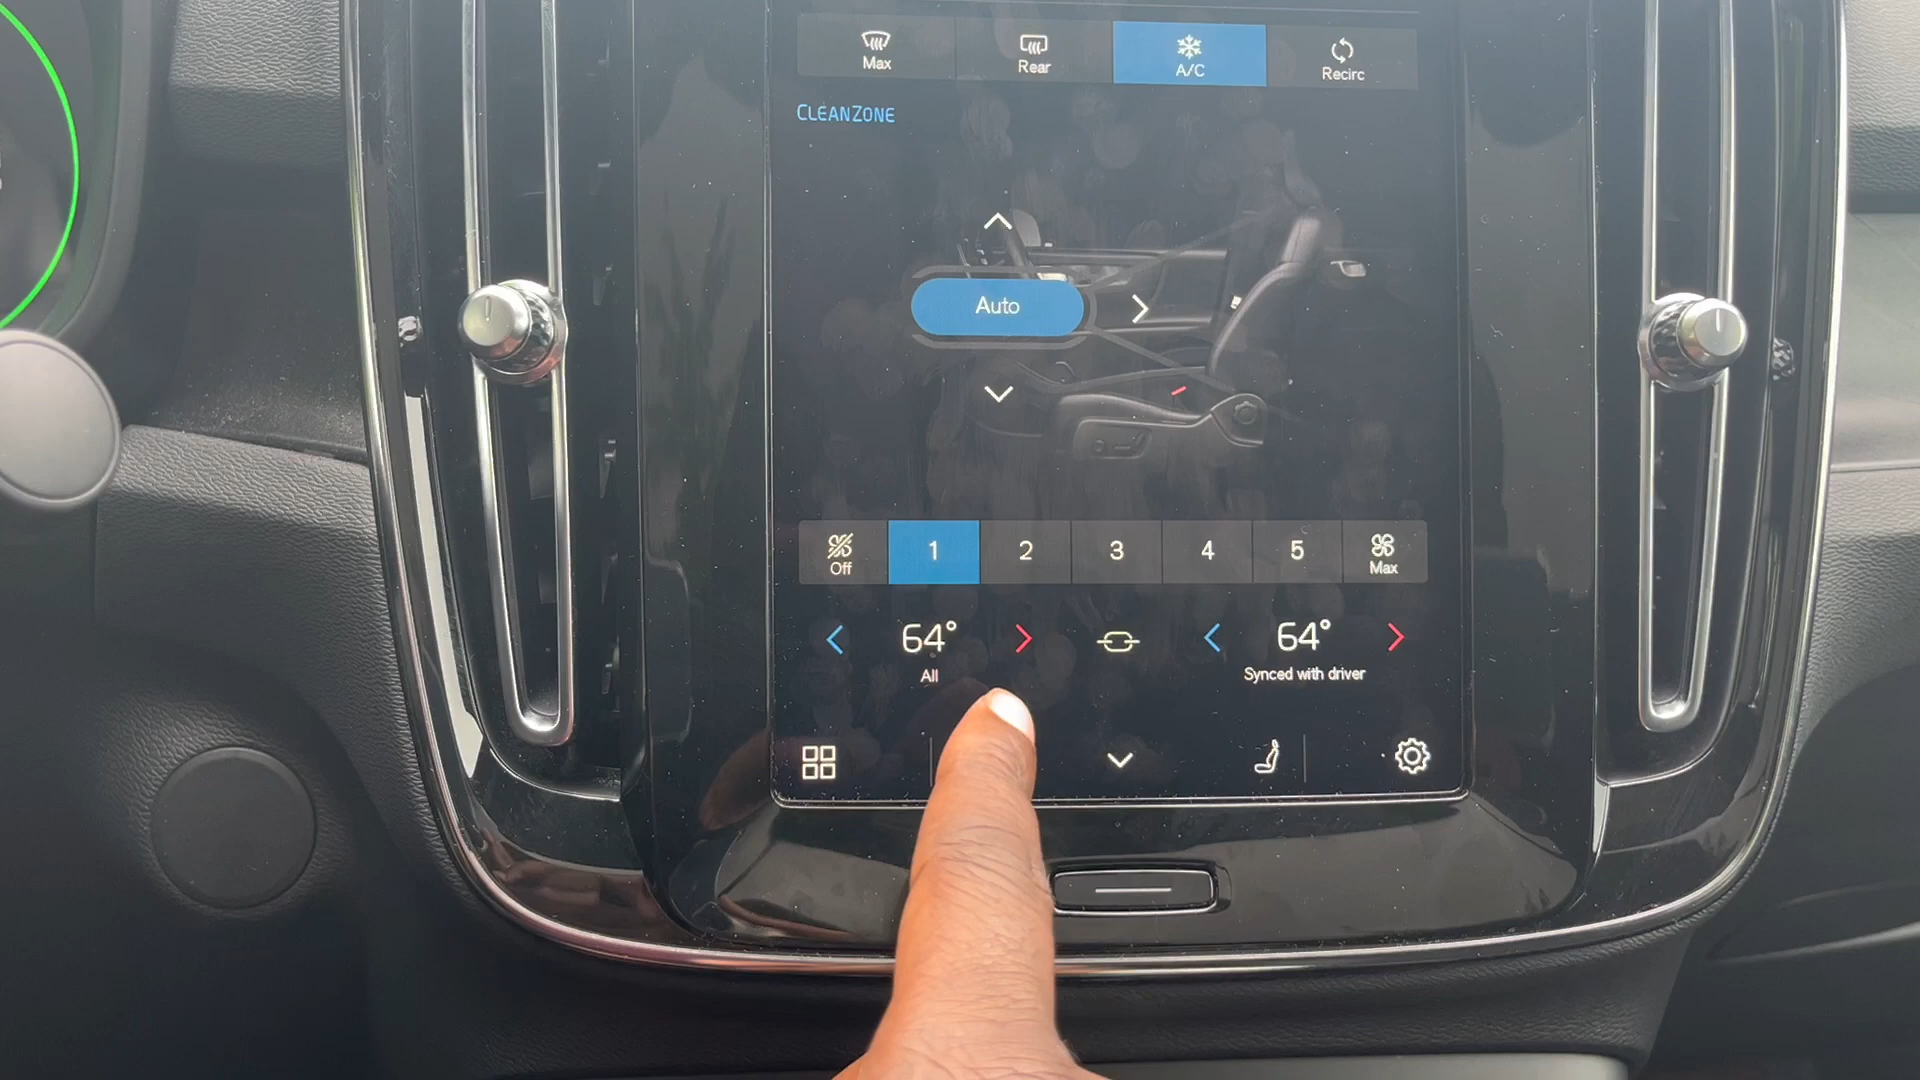 Max
Rear
A/C
Recirc
CLEANZONE
Auto
Off
1
2
3
4
5
Max
64°
All
64°
Synced with driver